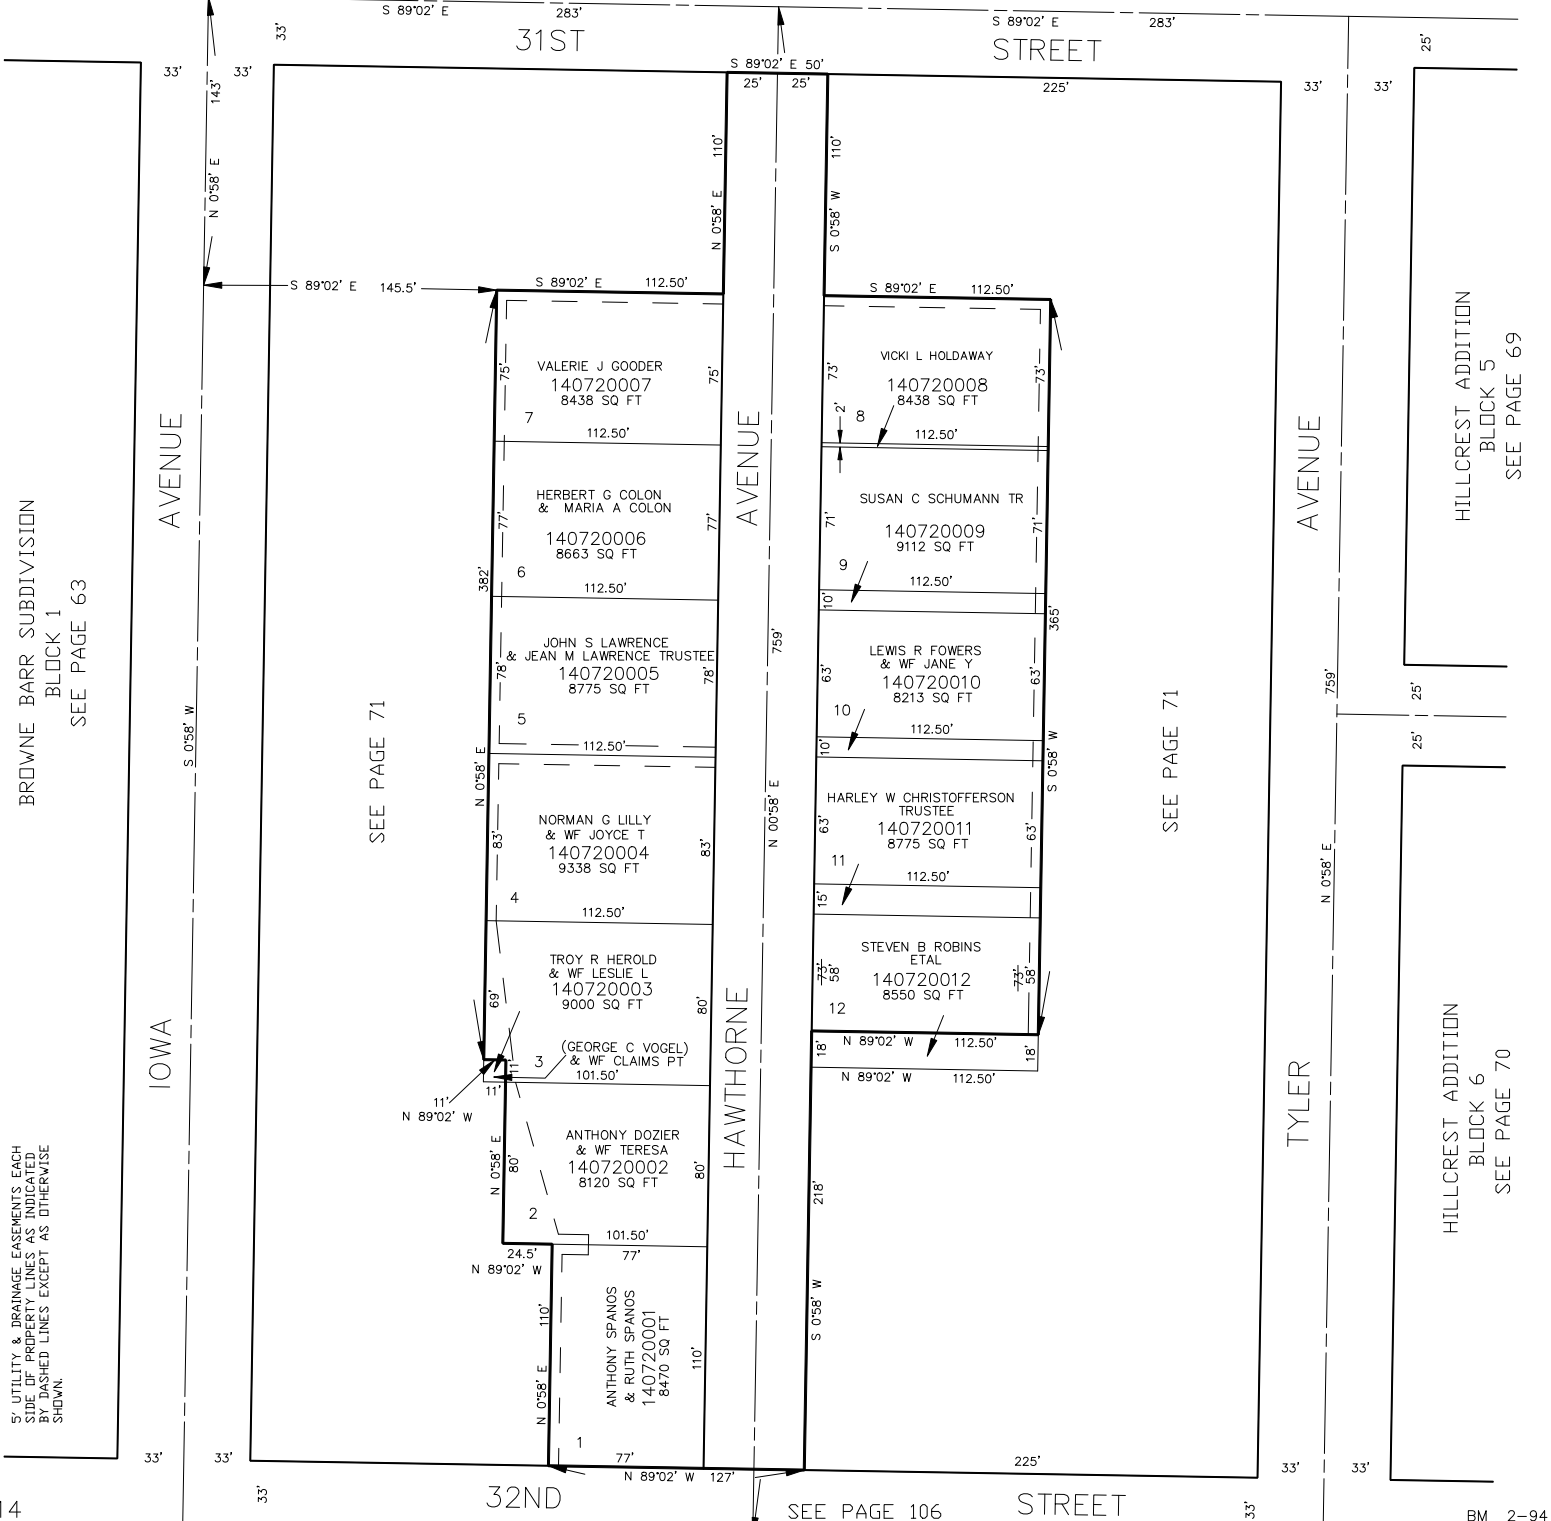 S 89°02' E 283'
S 89°02' E 283'
31ST STREET
33'
25'
33' 33'
S 89°02' E 50'
25' 25'
225'
33' 33'
143'
N 0°58' E
110'
N 0°58' E
110'
S 0°58' W
S 89°02' E 145.5'
S 89°02' E 112.50'
S 89°02' E 112.50'
75'
VALERIE J GOODER
140720007
8438 SQ FT
7
75'
112.50'
73'
VICKI L HOLDAWAY
140720008
8438 SQ FT
8
73'
2'
112.50'
77'
HERBERT G COLON
& MARIA A COLON
140720006
8663 SQ FT
6
77'
112.50'
71'
SUSAN C SCHUMANN TR
140720009
9112 SQ FT
9
71'
112.50'
10'
382'
N 0°58' E
365'
S 0°58' W
78'
JOHN S LAWRENCE
& JEAN M LAWRENCE TRUSTEE
140720005
8775 SQ FT
5
78'
112.50'
63'
LEWIS R FOWERS
& WF JANE Y
140720010
8213 SQ FT
10
63'
112.50'
10'
83'
NORMAN G LILLY
& WF JOYCE T
140720004
9338 SQ FT
4
83'
112.50'
63'
HARLEY W CHRISTOFFERSON
TRUSTEE
140720011
8775 SQ FT
11
63'
112.50'
15'
69'
TROY R HEROLD
& WF LESLIE L
140720003
9000 SQ FT
3
80'
(GEORGE C VOGEL)
& WF CLAIMS PT
101.50'
11'
11'
11'
N 89°02' W
73'
58'
STEVEN B ROBINS
ETAL
140720012
8550 SQ FT
12
73'
58'
N 89°02' W 112.50'
18'
18'
N 89°02' W 112.50'
N 0°58' E
80'
ANTHONY DOZIER
& WF TERESA
140720002
8120 SQ FT
2
80'
101.50'
24.5'
N 89°02' W
77'
110'
N 0°58' E
ANTHONY SPANOS
& RUTH SPANOS
140720001
8470 SQ FT
1
110'
77'
N 89°02' W 127'
218'
S 0°58' W
225'
HAWTHORNE AVENUE
759'
N 00°58' E
IOWA AVENUE
S 0°58' W
TYLER AVENUE
759'
N 0°58' E
SEE PAGE 71
SEE PAGE 71
BROWNE BARR SUBDIVISION
BLOCK 1
SEE PAGE 63
HILLCREST ADDITION
BLOCK 5
SEE PAGE 69
25'
25'
HILLCREST ADDITION
BLOCK 6
SEE PAGE 70
5' UTILITY & DRAINAGE EASEMENTS EACH
SIDE OF PROPERTY LINES AS INDICATED
BY DASHED LINES EXCEPT AS OTHERWISE
SHOWN.
33' 33'
33'
33' 33'
33'
32ND STREET
SEE PAGE 106
14
BM 2-94